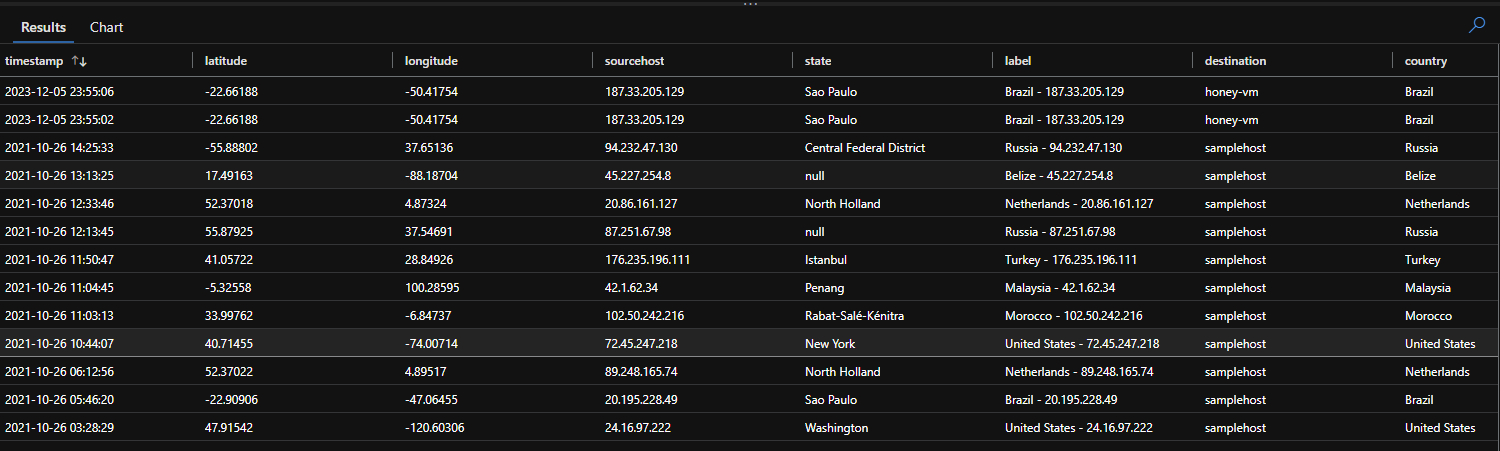 Results Chart
timestamp ↑↓ latitude longitude sourcehost state label destination country
2023-12-05 23:55:06 -22.66188 -50.41754 187.33.205.129 Sao Paulo Brazil - 187.33.205.129 honey-vm Brazil
2023-12-05 23:55:02 -22.66188 -50.41754 187.33.205.129 Sao Paulo Brazil - 187.33.205.129 honey-vm Brazil
2021-10-26 14:25:33 -55.88802 37.65136 94.232.47.130 Central Federal District Russia - 94.232.47.130 samplehost Russia
2021-10-26 13:13:25 17.49163 -88.18704 45.227.254.8 null Belize - 45.227.254.8 samplehost Belize
2021-10-26 12:33:46 52.37018 4.87324 20.86.161.127 North Holland Netherlands - 20.86.161.127 samplehost Netherlands
2021-10-26 12:13:45 55.87925 37.54691 87.251.67.98 null Russia - 87.251.67.98 samplehost Russia
2021-10-26 11:50:47 41.05722 28.84926 176.235.196.111 Istanbul Turkey - 176.235.196.111 samplehost Turkey
2021-10-26 11:04:45 -5.32558 100.28595 42.1.62.34 Penang Malaysia - 42.1.62.34 samplehost Malaysia
2021-10-26 11:03:13 33.99762 -6.84737 102.50.242.216 Rabat-Salé-Kénitra Morocco - 102.50.242.216 samplehost Morocco
2021-10-26 10:44:07 40.71455 -74.00714 72.45.247.218 New York United States - 72.45.247.218 samplehost United States
2021-10-26 06:12:56 52.37022 4.89517 89.248.165.74 North Holland Netherlands - 89.248.165.74 samplehost Netherlands
2021-10-26 05:46:20 -22.90906 -47.06455 20.195.228.49 Sao Paulo Brazil - 20.195.228.49 samplehost Brazil
2021-10-26 03:28:29 47.91542 -120.60306 24.16.97.222 Washington United States - 24.16.97.222 samplehost United States